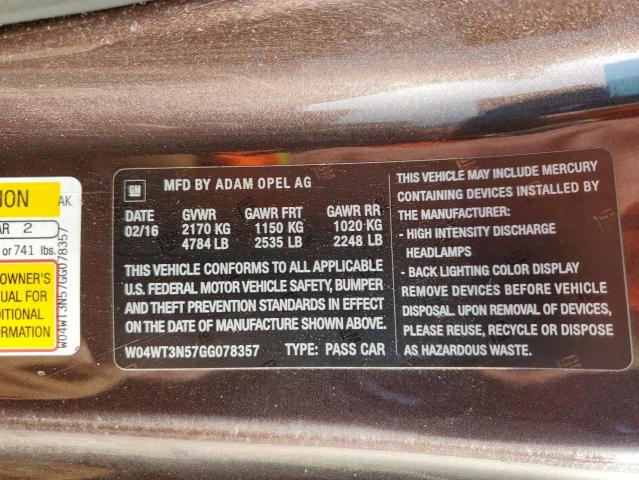 NION
AK
AR 2
or 741 lbs.
OWNER'S
UAL FOR
DITIONAL
FORMATION
W04WT3N57GG078357
GM
MFD BY ADAM OPEL AG
DATE GVWR GAWR FRT GAWR RR
02/16 2170 KG 1150 KG 1020 KG
4784 LB 2535 LB 2248 LB
THIS VEHICLE CONFORMS TO ALL APPLICABLE
U.S. FEDERAL MOTOR VEHICLE SAFETY, BUMPER
AND THEFT PREVENTION STANDARDS IN EFFECT
ON THE DATE OF MANUFACTURE SHOWN ABOVE.
W04WT3N57GG078357 TYPE: PASS CAR
THIS VEHICLE MAY INCLUDE MERCURY
CONTAINING DEVICES INSTALLED BY
THE MANUFACTURER:
- HIGH INTENSITY DISCHARGE
HEADLAMPS
- BACK LIGHTING COLOR DISPLAY
REMOVE DEVICES BEFORE VEHICLE
DISPOSAL. UPON REMOVAL OF DEVICES,
PLEASE REUSE, RECYCLE OR DISPOSE
AS HAZARDOUS WASTE.